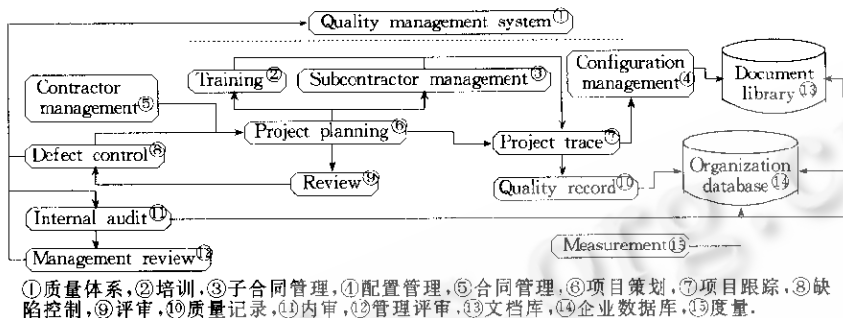 Quality management system①
Training②
Subcontractor management③
Configuration
management④
Document
library⑬
Contractor
management⑤
Project planning⑥
Project trace⑦
Defect control⑧
Review⑨
Quality record⑩
Organization
database⑭
Internal audit⑪
Management review⑫
Measurement⑮
①质量体系,②培训,③子合同管理,④配置管理,⑤合同管理,⑥项目策划,⑦项目跟踪,⑧缺
陷控制,⑨评审,⑩质量记录,⑪内审,⑫管理评审,⑬文档库,⑭企业数据库,⑮度量.